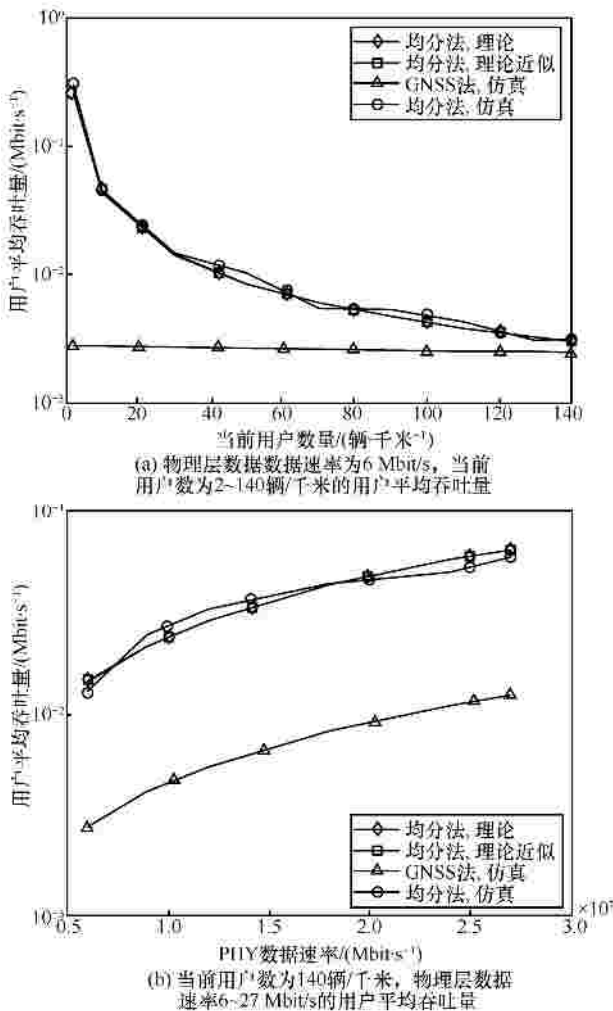 10⁰
均分法, 理论
均分法, 理论近似
GNSS法, 仿真
均分法, 仿真
10⁻¹
用户平均吞吐量/(Mbit·s⁻¹)
10⁻²
10⁻³
0 20 40 60 80 100 120 140
当前用户数量/(辆·千米⁻¹)
(a) 物理层数据数据速率为6 Mbit/s，当前
用户数为2~140辆/千米的用户平均吞吐量
10⁻¹
用户平均吞吐量/(Mbit·s⁻¹)
10⁻²
均分法, 理论
均分法, 理论近似
GNSS法, 仿真
均分法, 仿真
10⁻³
0.5 1.0 1.5 2.0 2.5 3.0
PHY数据速率/(Mbit·s⁻¹)
(b) 当前用户数为140辆/千米，物理层数据
速率6~27 Mbit/s的用户平均吞吐量